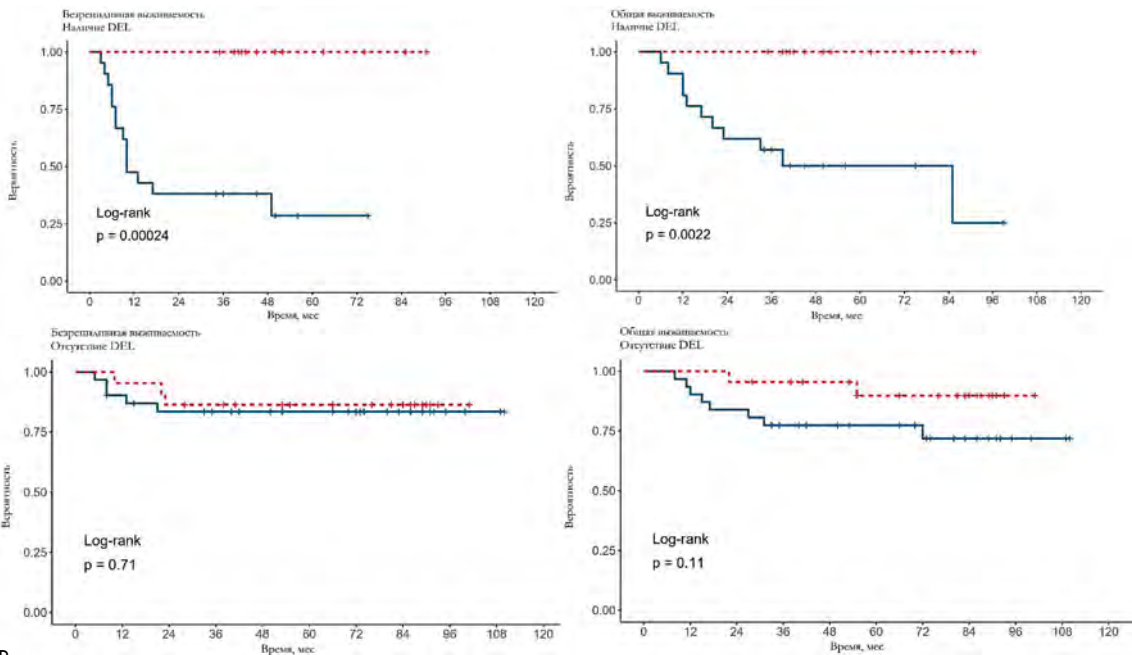 Безрецидивная выживаемость
Наличие DEL
1.00
0.75
0.50
0.25
0.00
Вероятность
Log-rank
p = 0.00024
0 12 24 36 48 60 72 84 96 108 120
Время, мес
Общая выживаемость
Наличие DEL
1.00
0.75
0.50
0.25
0.00
Вероятность
Log-rank
p = 0.0022
0 12 24 36 48 60 72 84 96 108 120
Время, мес
Безрецидивная выживаемость
Отсутствие DEL
1.00
0.75
0.50
0.25
0.00
Вероятность
Log-rank
p = 0.71
0 12 24 36 48 60 72 84 96 108 120
Время, мес
Общая выживаемость
Отсутствие DEL
1.00
0.75
0.50
0.25
0.00
Вероятность
Log-rank
p = 0.11
0 12 24 36 48 60 72 84 96 108 120
Время, мес